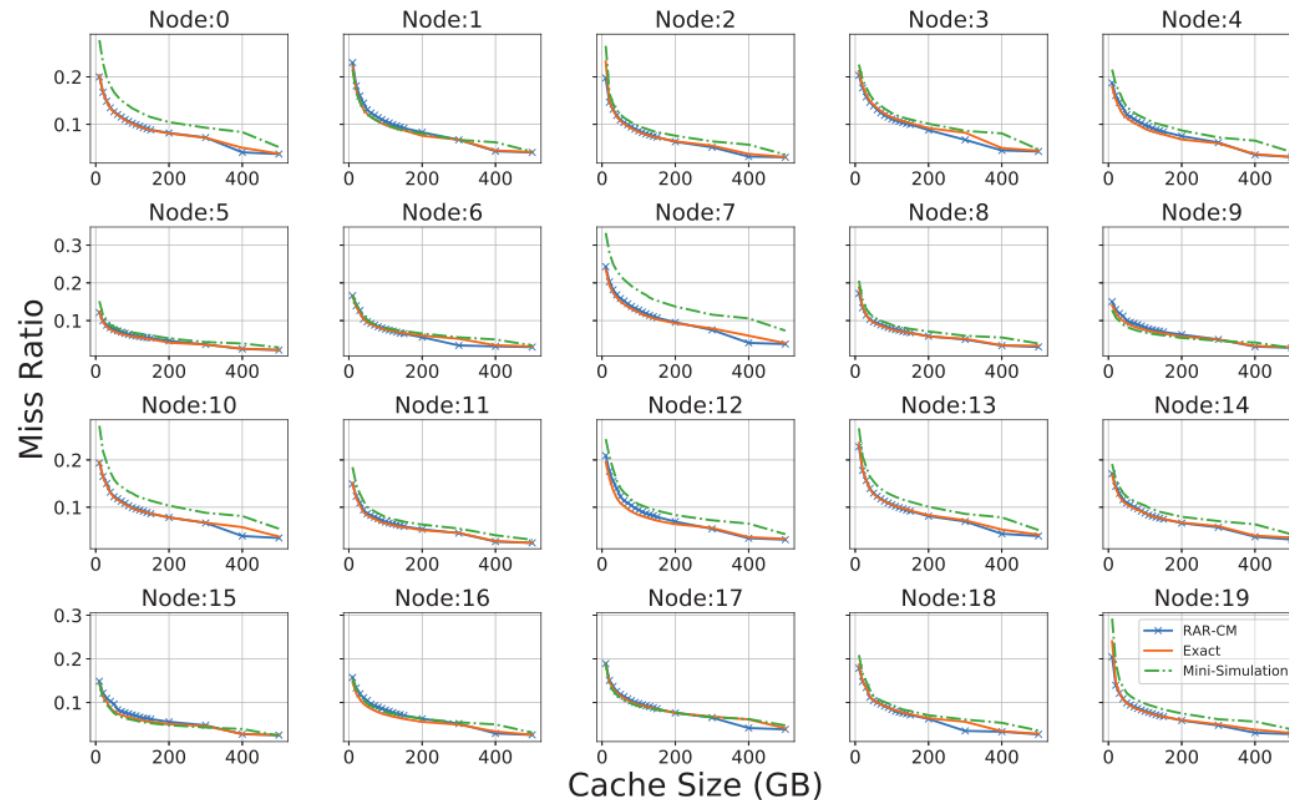 Node:0 Node:1 Node:2 Node:3 Node:4
0.2
0.1
0 200 400 0 200 400 0 200 400 0 200 400 0 200 400
Node:5 Node:6 Node:7 Node:8 Node:9
0.3
0.2
0.1
0 200 400 0 200 400 0 200 400 0 200 400 0 200 400
Miss Ratio
Node:10 Node:11 Node:12 Node:13 Node:14
0.2
0.1
0 200 400 0 200 400 0 200 400 0 200 400 0 200 400
Node:15 Node:16 Node:17 Node:18 Node:19
0.3
0.2
0.1
RAR-CM
Exact
Mini-Simulation
0 200 400 0 200 400 0 200 400 0 200 400 0 200 400
Cache Size (GB)